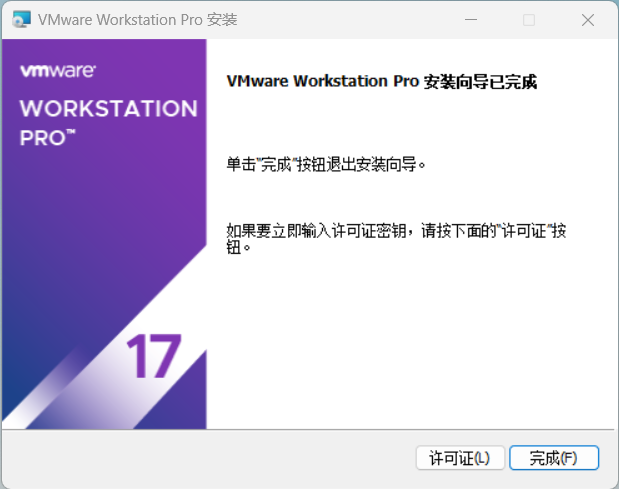 VMware Workstation Pro 安装
vmware®
WORKSTATION
PRO™
17
VMware Workstation Pro 安装向导已完成
单击"完成"按钮退出安装向导。
如果要立即输入许可证密钥，请按下面的"许可证"按
钮。
许可证(L)
完成(F)